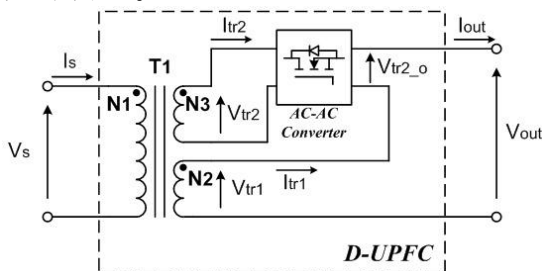 Itr2
Iout
Is
T1
N1
N3
Vtr2
AC-AC
Converter
Vtr2_o
Vs
Vout
N2
Vtr1
Itr1
D-UPFC